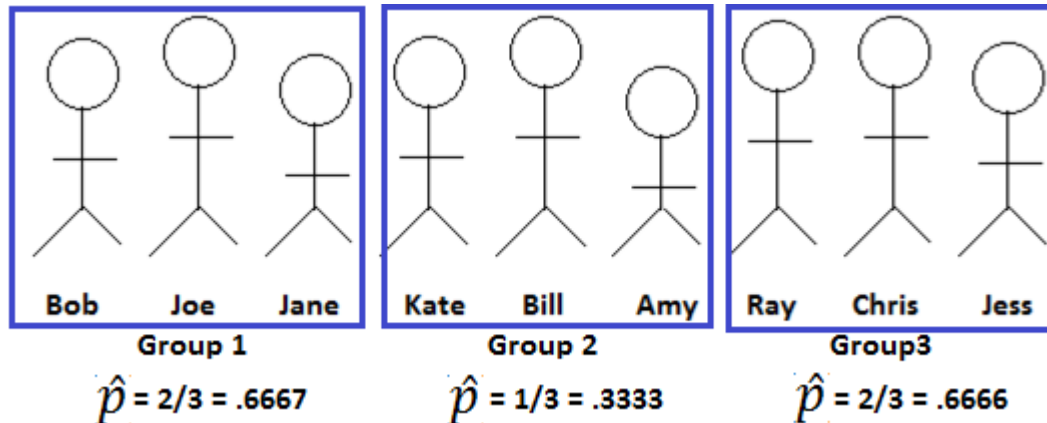 Bob Joe Jane Kate Bill Amy Ray Chris Jess
Group 1 Group 2 Group3
p̂ = 2/3 = .6667 p̂ = 1/3 = .3333 p̂ = 2/3 = .6666